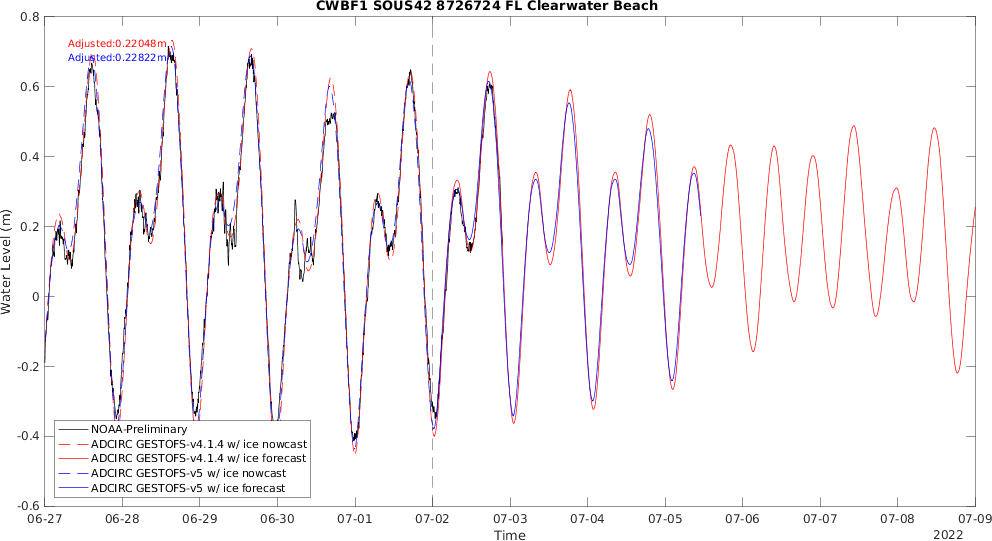 CWBF1 SOUS42 8726724 FL Clearwater Beach
0.8
0.6
0.4
0.2
0
-0.2
-0.4
-0.6
Water Level (m)
Adjusted:0.22048m
Adjusted:0.22822m
NOAA-Preliminary
ADCIRC GESTOFS-v4.1.4 w/ ice nowcast
ADCIRC GESTOFS-v4.1.4 w/ ice forecast
ADCIRC GESTOFS-v5 w/ ice nowcast
ADCIRC GESTOFS-v5 w/ ice forecast
06-27 06-28 06-29 06-30 07-01 07-02 07-03 07-04 07-05 07-06 07-07 07-08 07-09
Time
2022